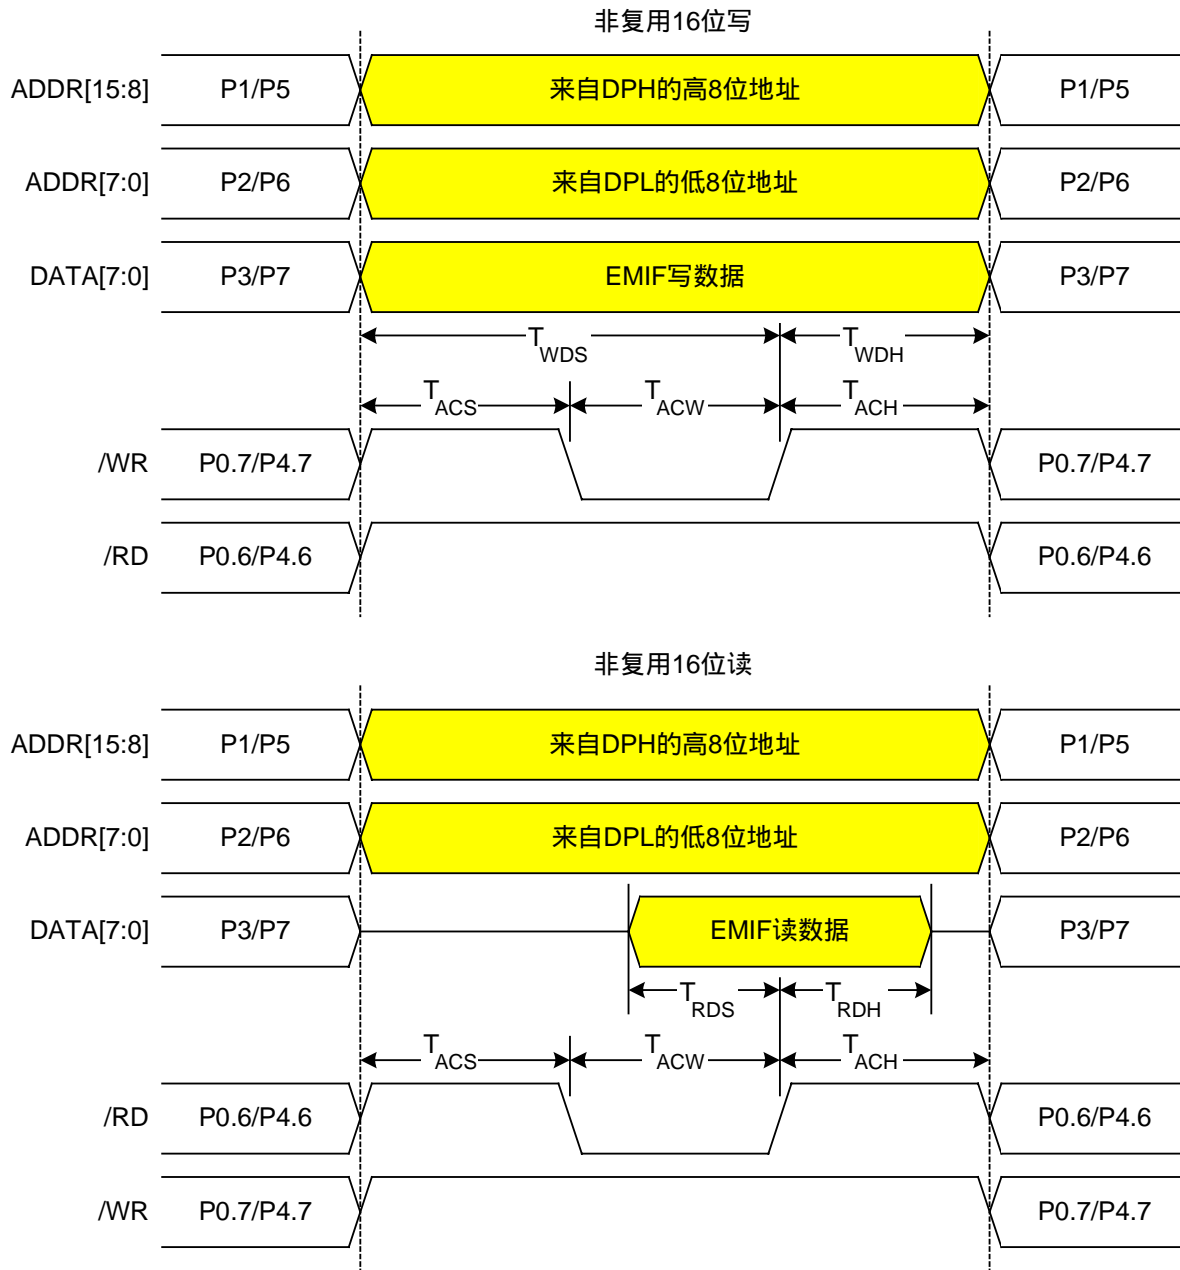 非复用16位写
ADDR[15:8] P1/P5 来自DPH的高8位地址 P1/P5
ADDR[7:0] P2/P6 来自DPL的低8位地址 P2/P6
DATA[7:0] P3/P7 EMIF写数据 P3/P7
TWDS TWDH
TACS TACW TACH
/WR P0.7/P4.7 P0.7/P4.7
/RD P0.6/P4.6 P0.6/P4.6
非复用16位读
ADDR[15:8] P1/P5 来自DPH的高8位地址 P1/P5
ADDR[7:0] P2/P6 来自DPL的低8位地址 P2/P6
DATA[7:0] P3/P7 EMIF读数据 P3/P7
TRDS TRDH
TACS TACW TACH
/RD P0.6/P4.6 P0.6/P4.6
/WR P0.7/P4.7 P0.7/P4.7